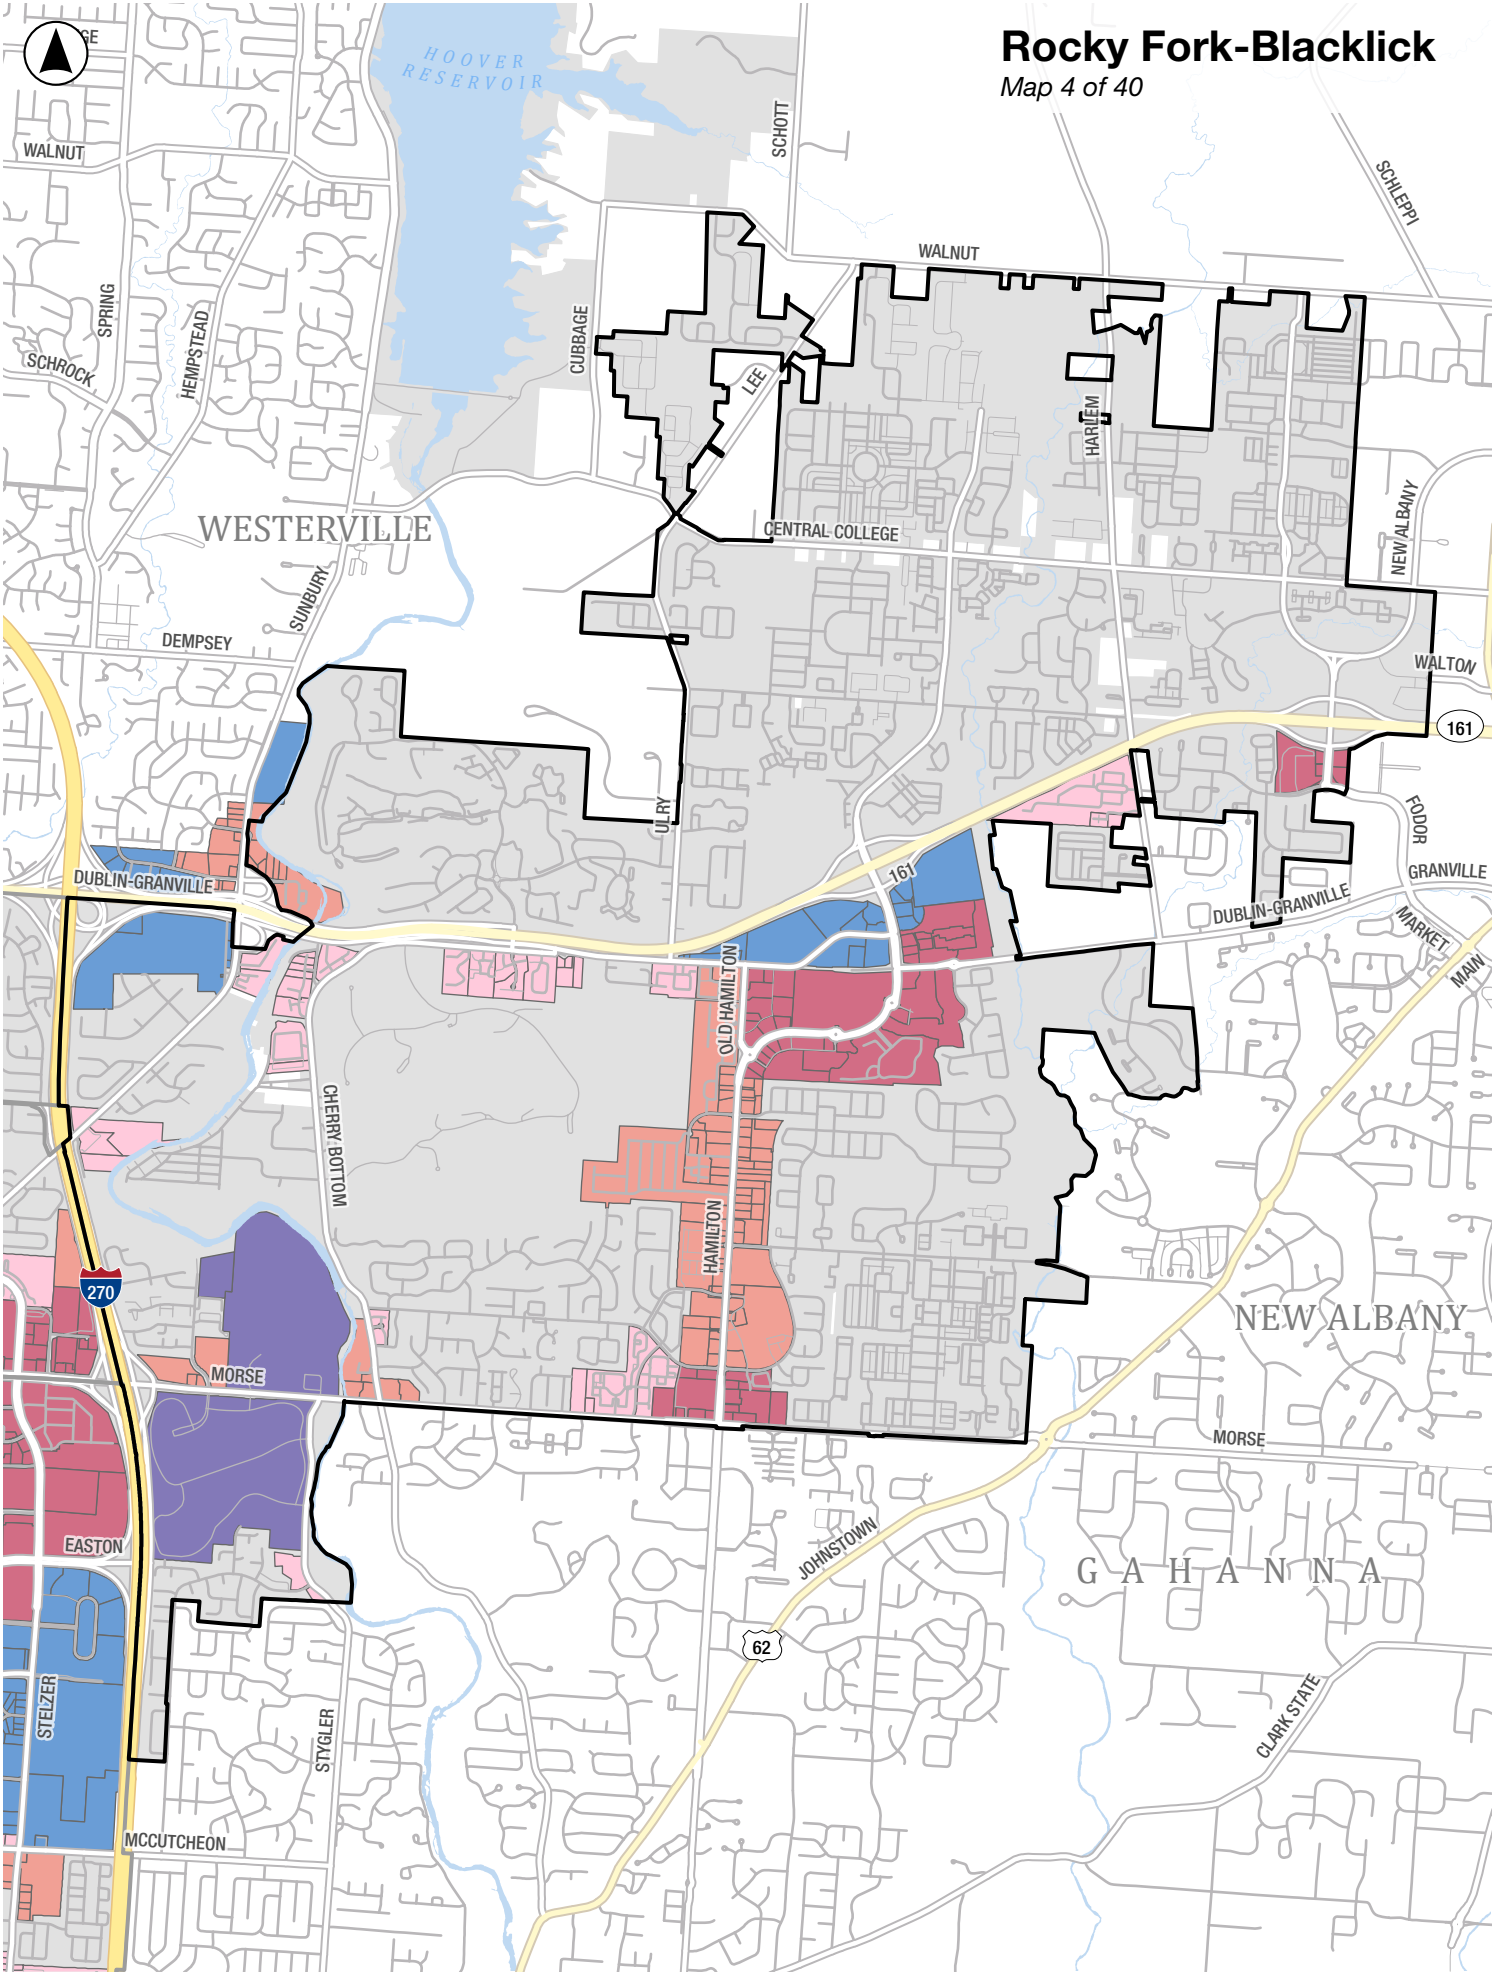 Rocky Fork-Blacklick
Map 4 of 40
HOOVER
RESERVOIR
SCHOTT
WALNUT
SCHLEPPI
WALNUT
SPRING
HEMPSTEAD
CUBBAGE
SCHROCK
LEE
HARLEM
NEW ALBANY
WESTERVILLE
CENTRAL COLLEGE
SUNBURY
DEMPSEY
WALTON
161
ULRY
FODOR
161
DUBLIN-GRANVILLE
GRANVILLE
DUBLIN-GRANVILLE
MARKET
MAIN
OLD HAMILTON
CHERRY BOTTOM
HAMILTON
270
NEW ALBANY
MORSE
MORSE
EASTON
JOHNSTOWN
GAHANNA
62
STELZER
STYGLER
CLARK STATE
MCCUTCHEON